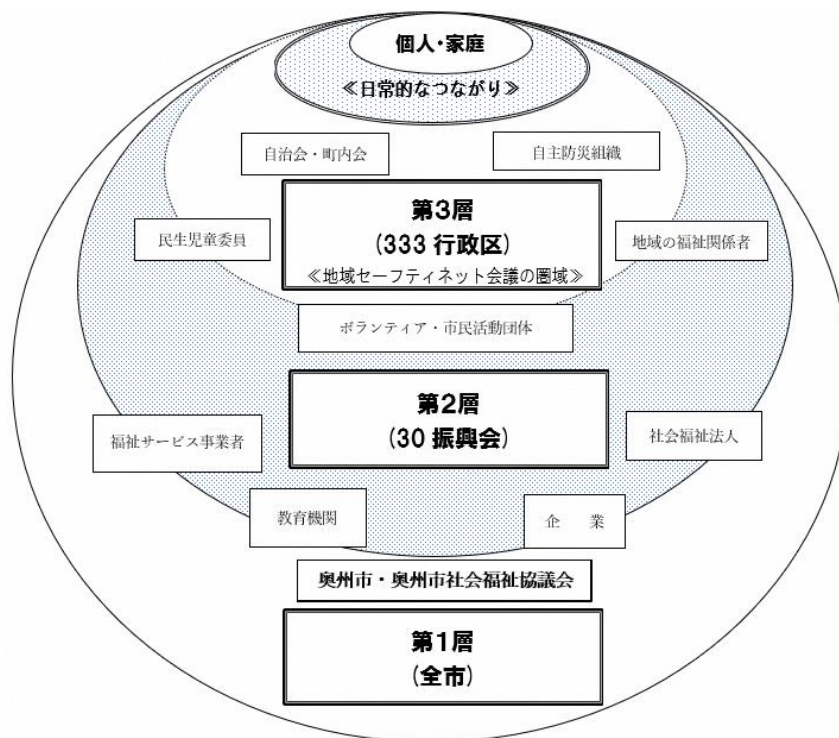 個人・家庭
≪日常的なつながり≫
自治会・町内会
自主防災組織
第3層
(333 行政区)
≪地域セーフティネット会議の圏域≫
民生児童委員
地域の福祉関係者
ボランティア・市民活動団体
第2層
(30 振興会)
福祉サービス事業者
社会福祉法人
教育機関
企　業
奥州市・奥州市社会福祉協議会
第1層
(全市)